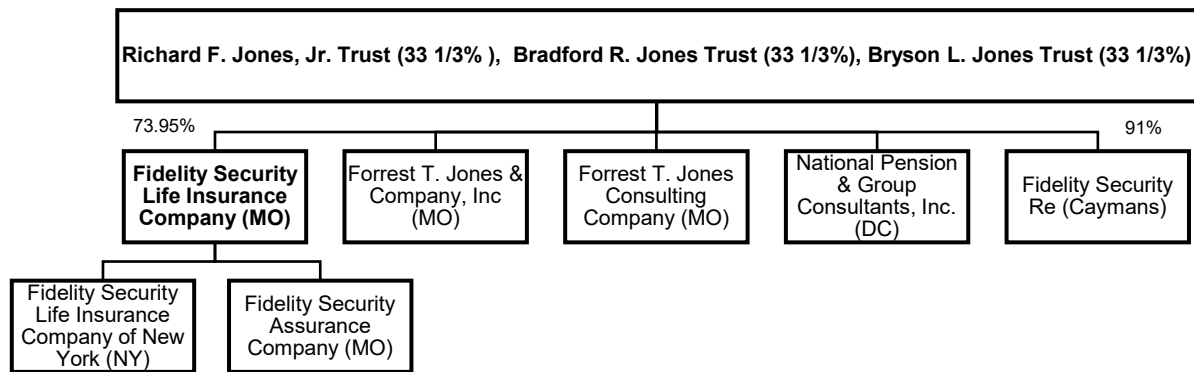 Richard F. Jones, Jr. Trust (33 1/3% ), Bradford R. Jones Trust (33 1/3%), Bryson L. Jones Trust (33 1/3%)
73.95%
91%
Fidelity Security
Life Insurance
Company (MO)
Forrest T. Jones &
Company, Inc
(MO)
Forrest T. Jones
Consulting
Company (MO)
National Pension
& Group
Consultants, Inc.
(DC)
Fidelity Security
Re (Caymans)
Fidelity Security
Life Insurance
Company of New
York (NY)
Fidelity Security
Assurance
Company (MO)